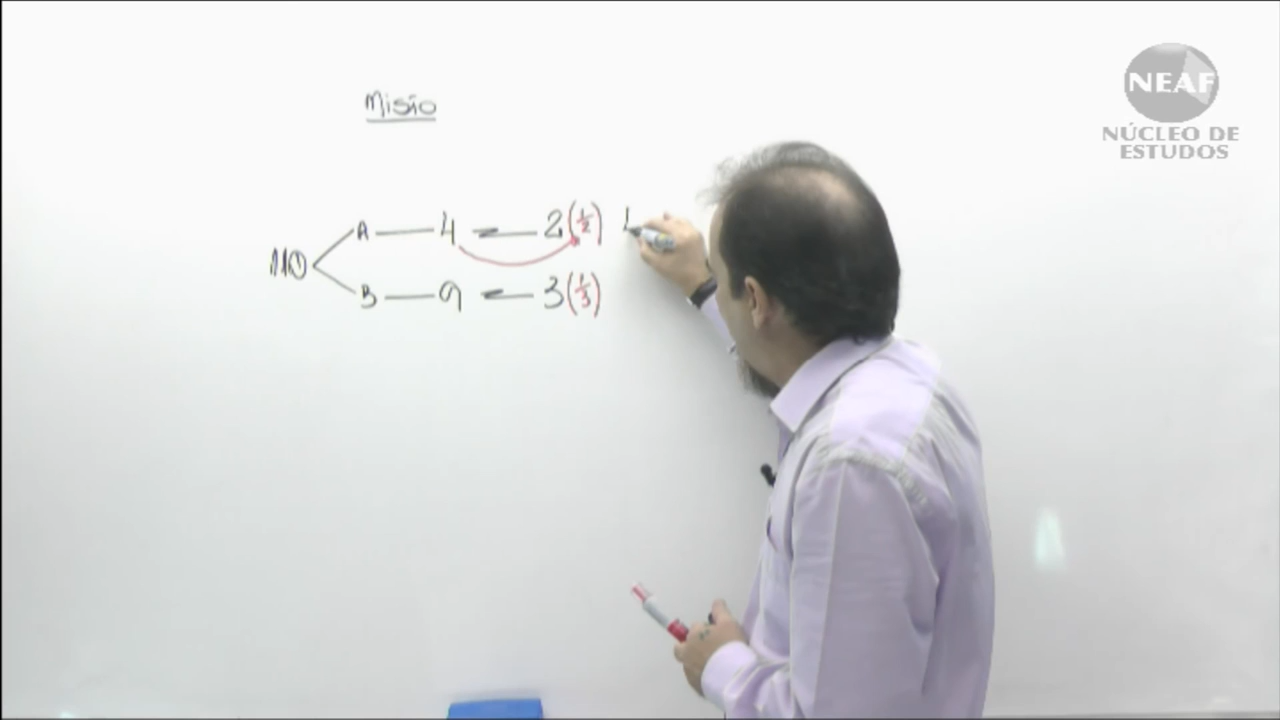 NEAF
NÚCLEO DE
ESTUDOS
Misto
A — 4 — 2 (1/2)
110
B — 9 — 3 (1/3)